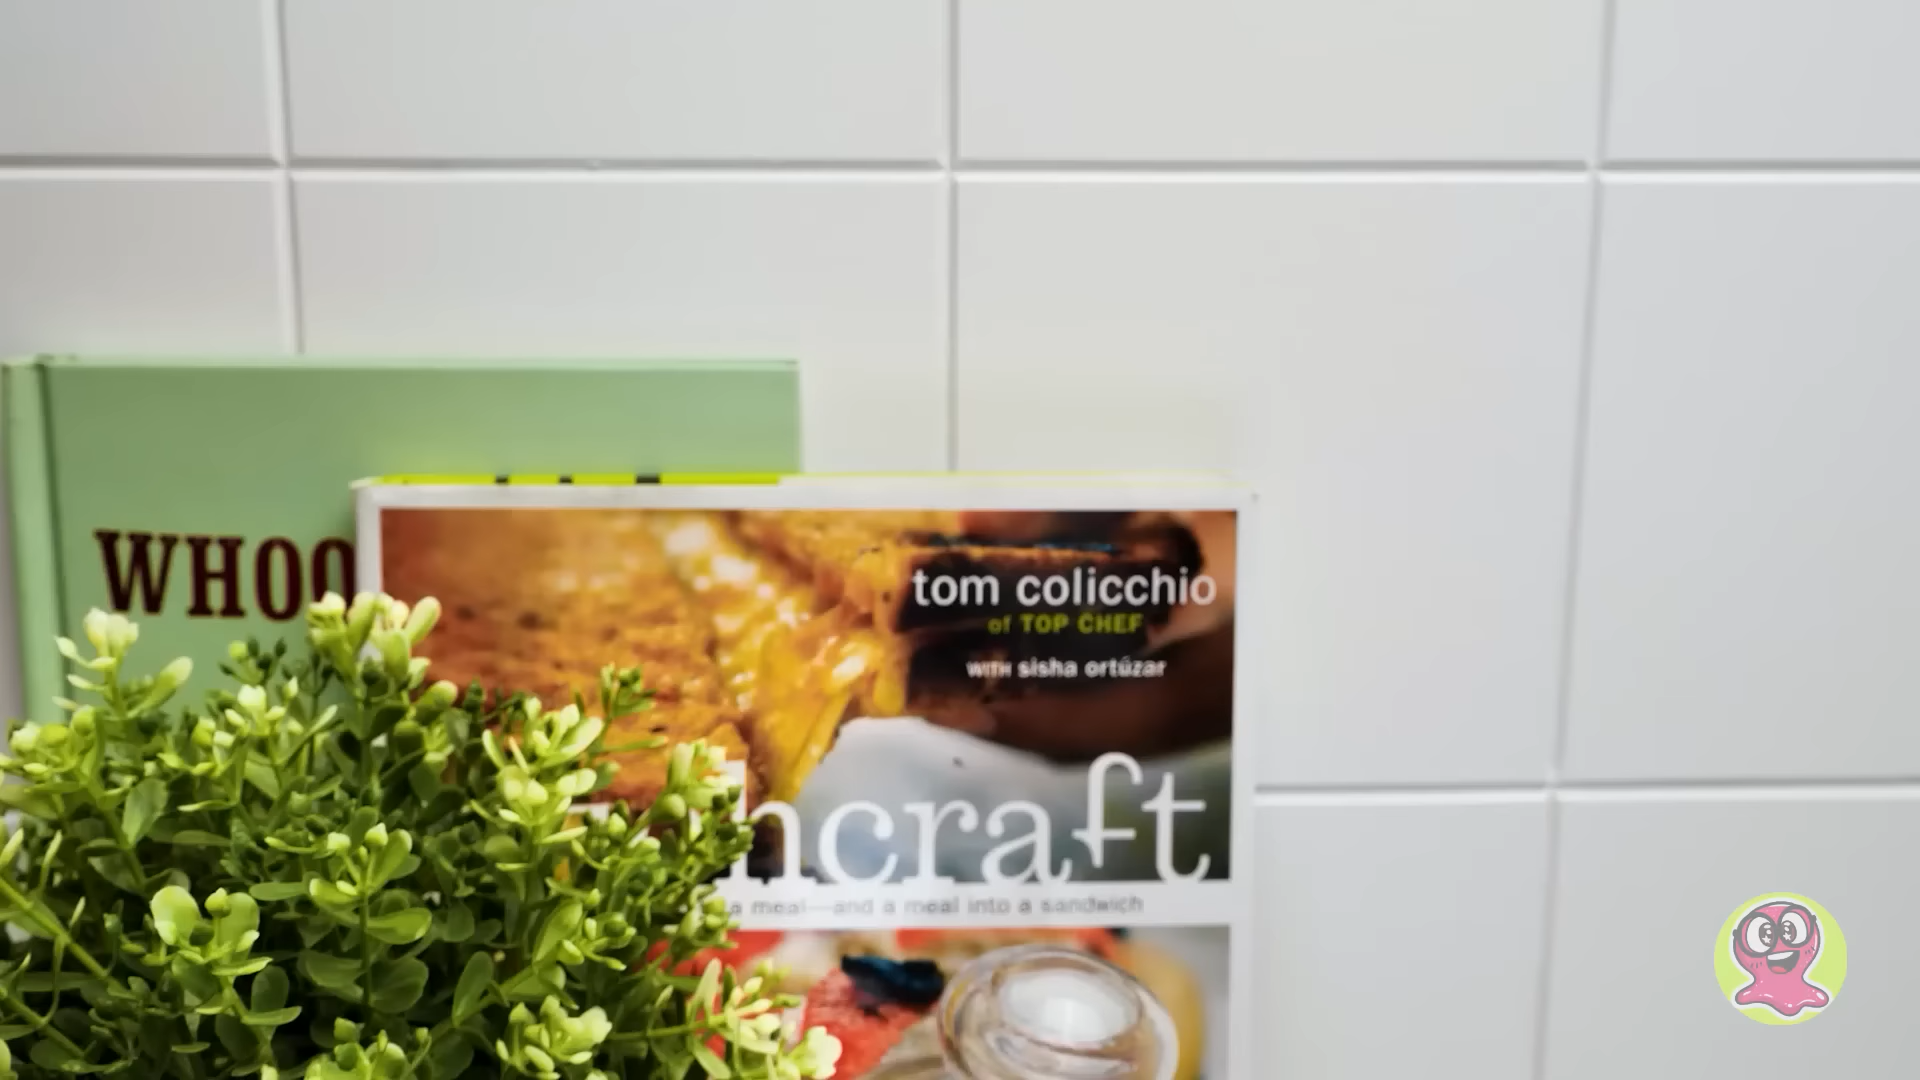 WHOO
tom colicchio
of TOP CHEF
WITH sisha ortúzar
hcraft
a meal—and a meal into a sandwich